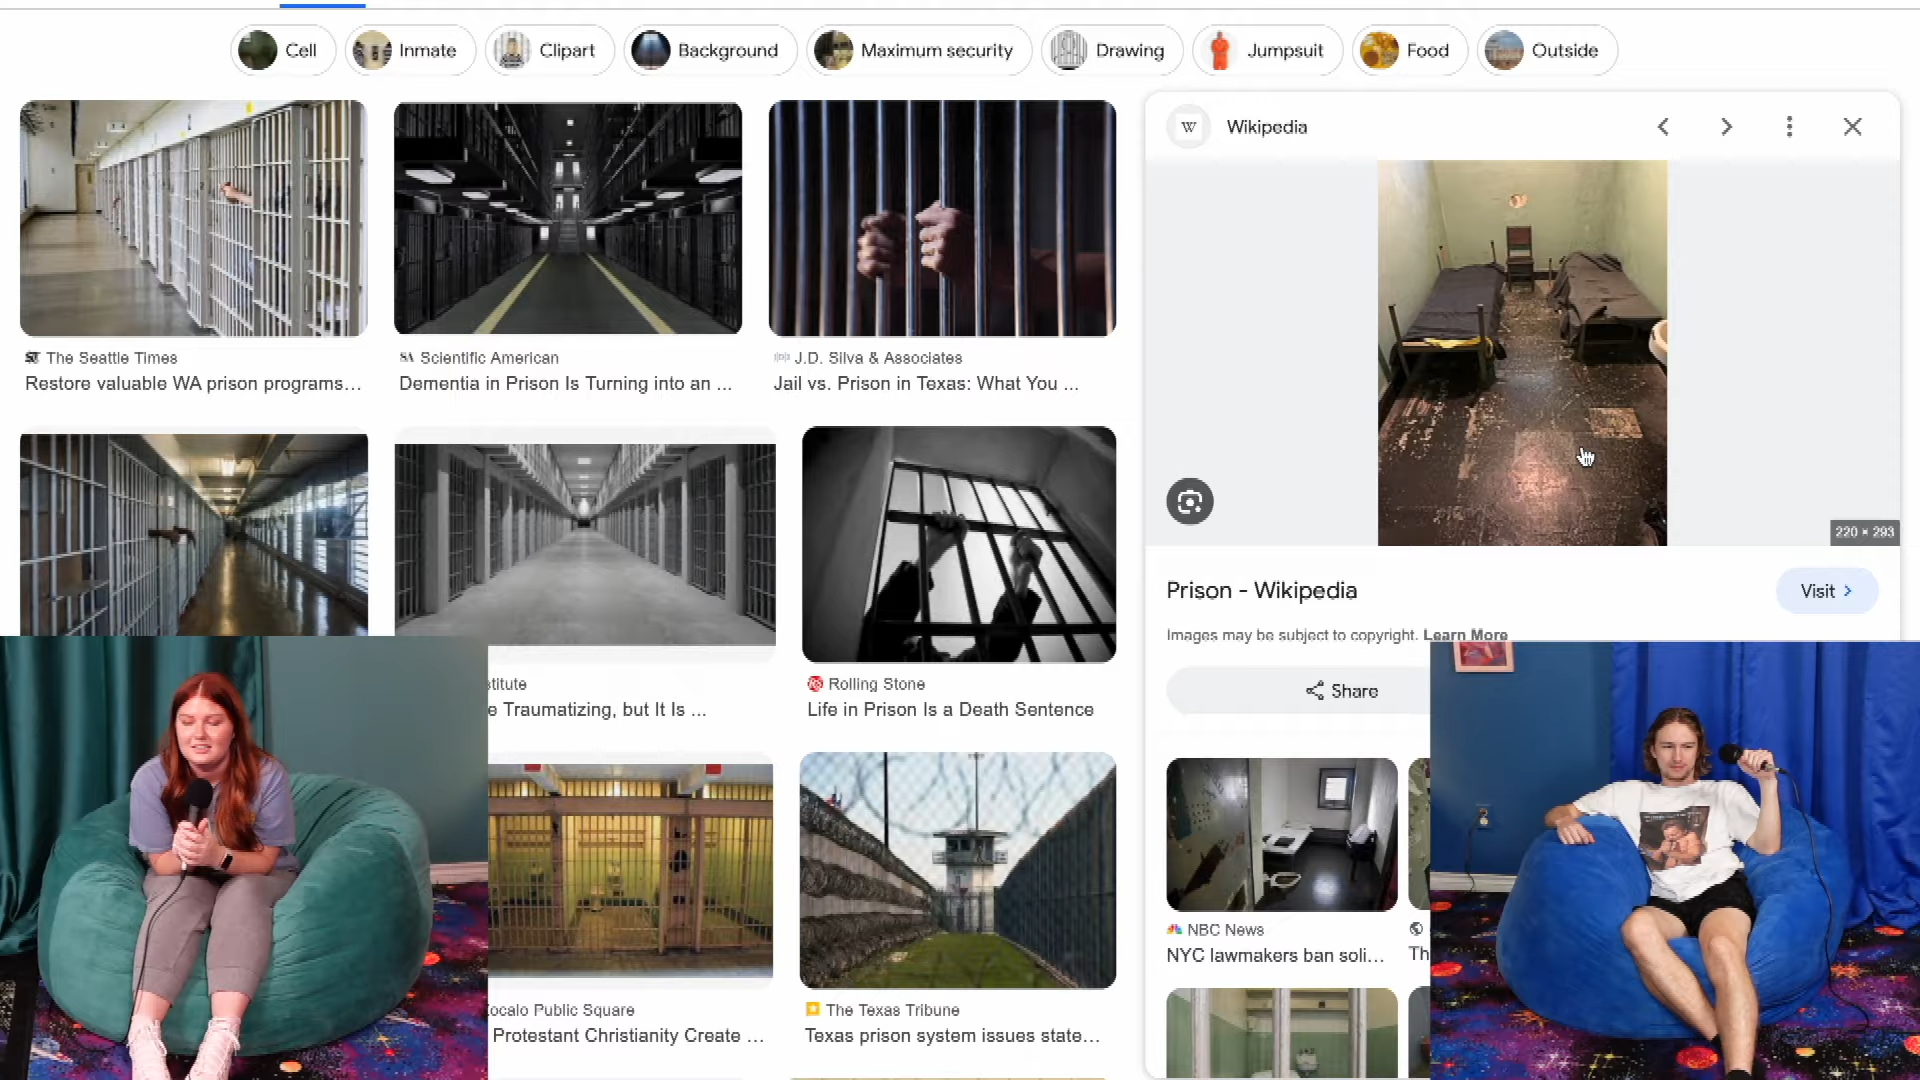 Cell
Inmate
Clipart
Background
Maximum security
Drawing
Jumpsuit
Food
Outside
The Seattle Times
Restore valuable WA prison programs...
SA Scientific American
Dementia in Prison Is Turning into an ...
J.D. Silva & Associates
Jail vs. Prison in Texas: What You ...
W Wikipedia
220 × 293
Prison - Wikipedia
Visit
Images may be subject to copyright. Learn More
Share
stitute
e Traumatizing, but It Is ...
RS Rolling Stone
Life in Prison Is a Death Sentence
NBC News
NYC lawmakers ban soli...
Th
ocalo Public Square
Protestant Christianity Create ...
The Texas Tribune
Texas prison system issues state...